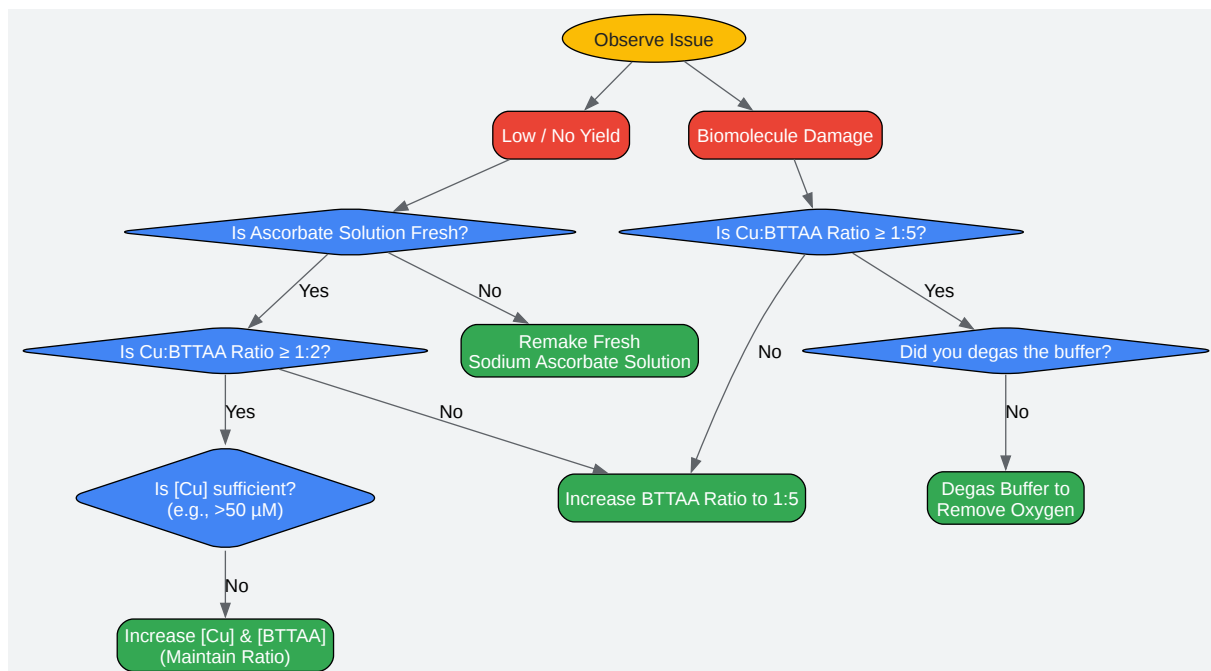 Observe Issue
Low / No Yield
Biomolecule Damage
Is Ascorbate Solution Fresh?
Is Cu:BTTAA Ratio ≥ 1:5?
Yes
No
Yes
Remake Fresh
Sodium Ascorbate Solution
Is Cu:BTTAA Ratio ≥ 1:2?
No
Did you degas the buffer?
Yes
No
No
Is [Cu] sufficient?
(e.g., >50 µM)
Increase BTTAA Ratio to 1:5
Degas Buffer to
Remove Oxygen
No
Increase [Cu] & [BTTAA]
(Maintain Ratio)